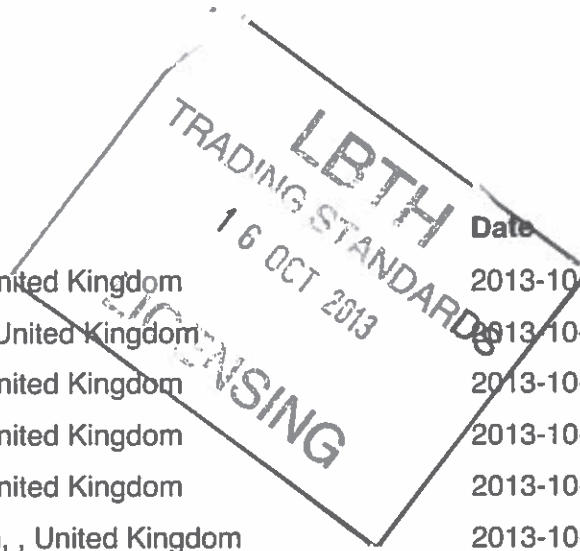 LBTH
TRADING STANDARDS
16 OCT 2013
LICENSING
Date
nited Kingdom 2013-10-
United Kingdom 2013-10-
nited Kingdom 2013-10-
nited Kingdom 2013-10-
nited Kingdom 2013-10-
, , United Kingdom 2013-10-